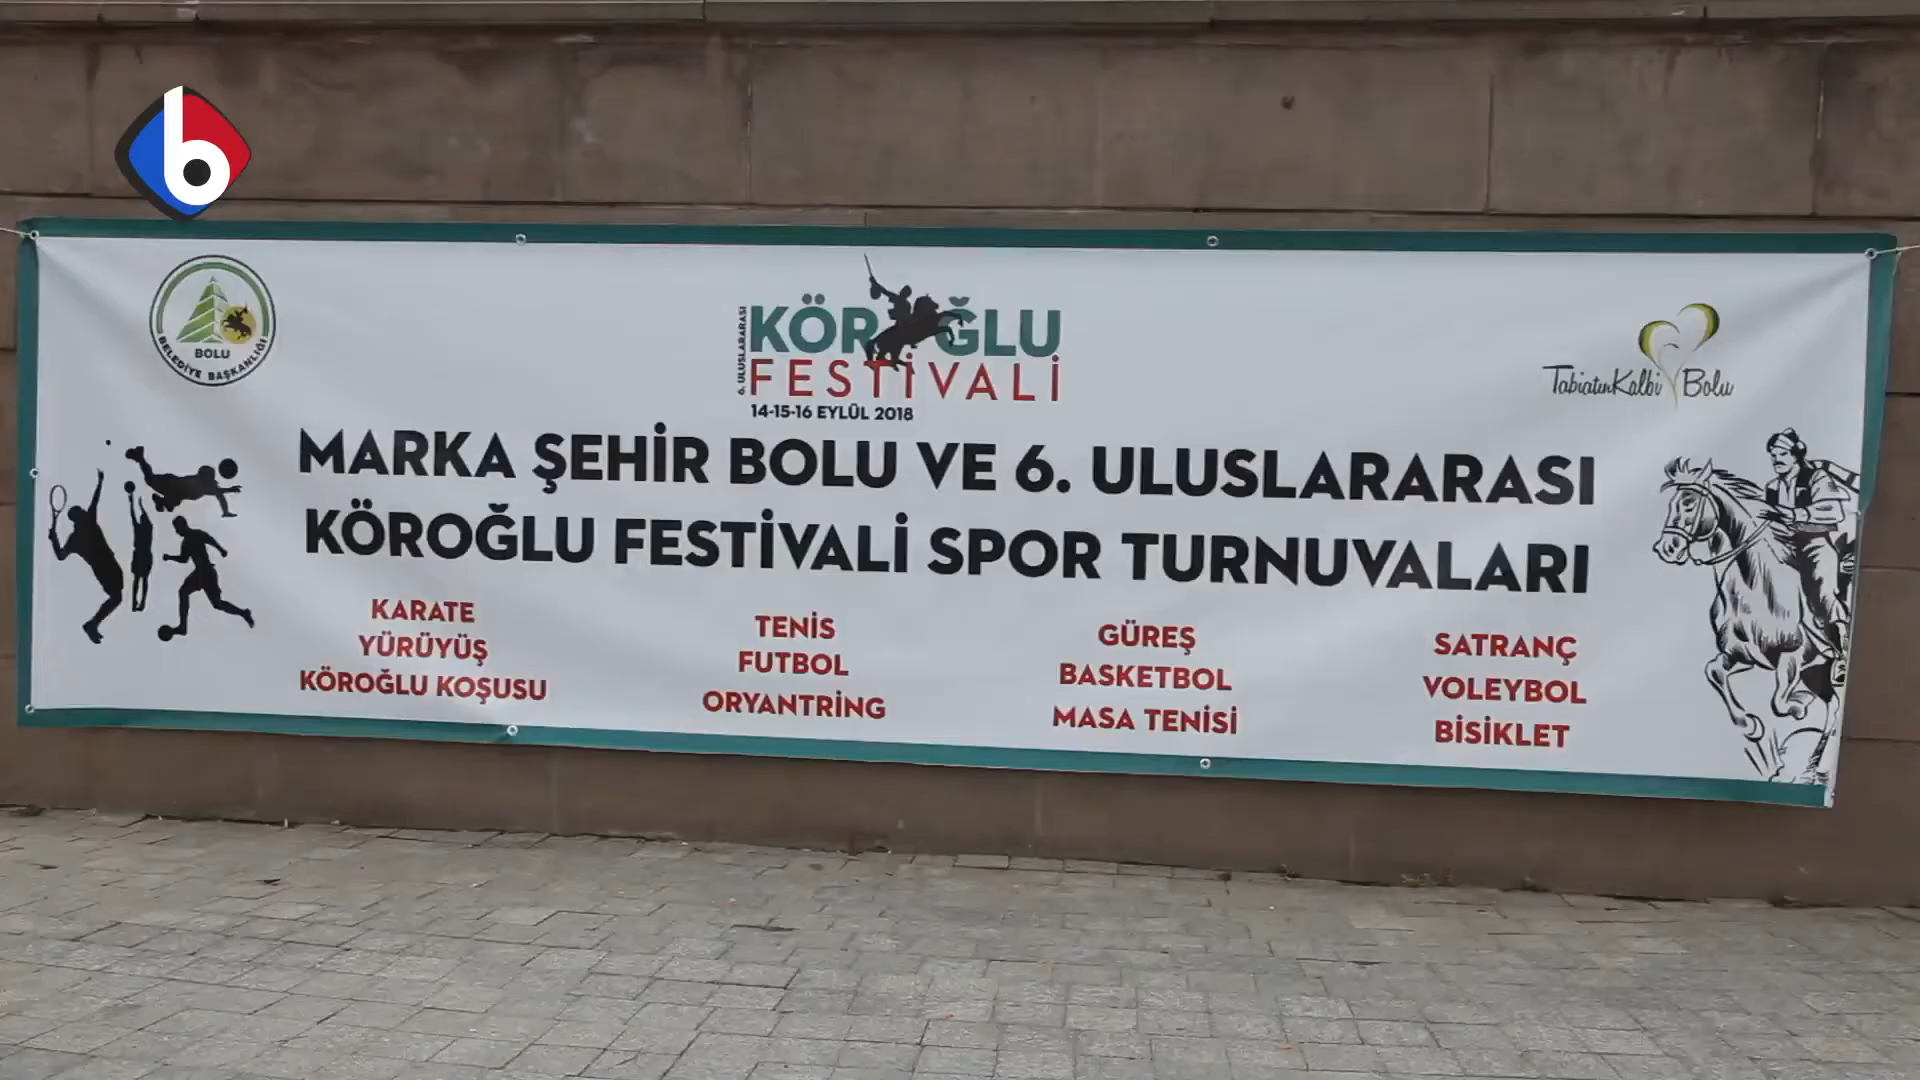 b
BOLU
BELEDİYE BAŞKANLIĞI
6. ULUSLARARASI
KÖROĞLU
FESTİVALİ
14-15-16 EYLÜL 2018
Tabiatın Kalbi Bolu
MARKA ŞEHİR BOLU VE 6. ULUSLARARASI
KÖROĞLU FESTİVALİ SPOR TURNUVALARI
KARATE
YÜRÜYÜŞ
KÖROĞLU KOŞUSU
TENİS
FUTBOL
ORYANTRİNG
GÜREŞ
BASKETBOL
MASA TENİSİ
SATRANÇ
VOLEYBOL
BİSİKLET